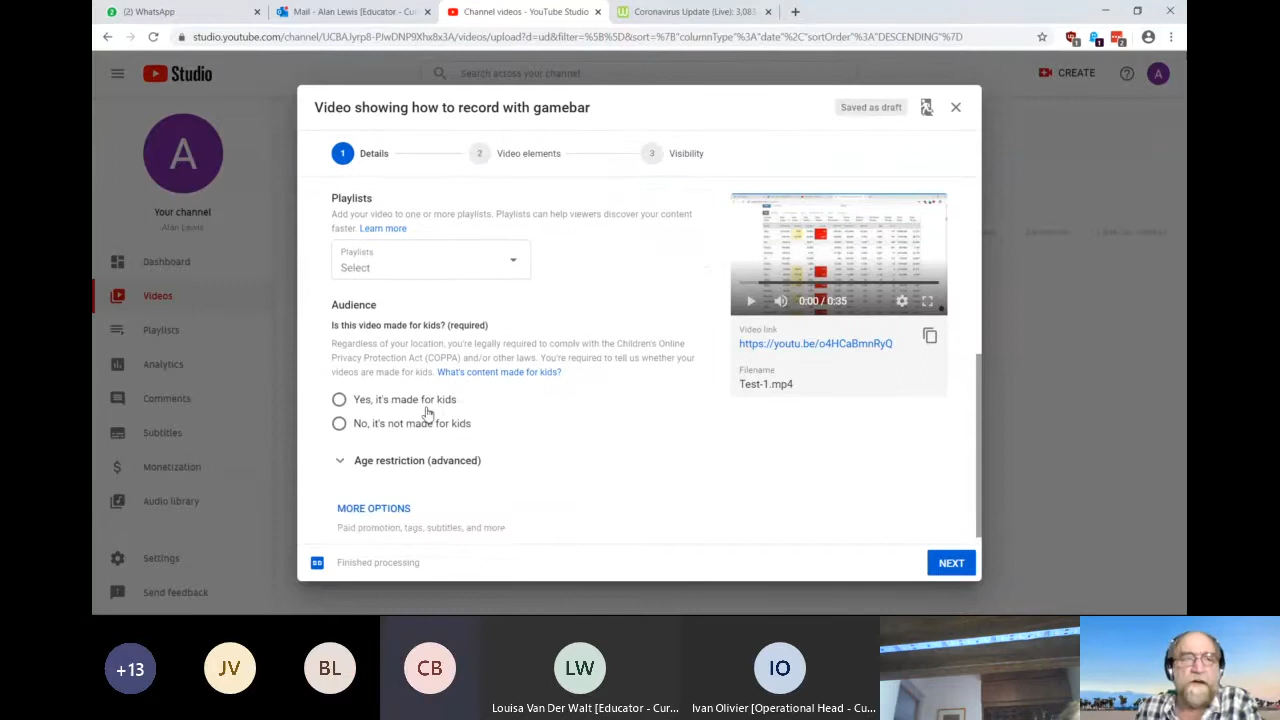 (2) WhatsApp
Mail - Alan Lewis [Educator - Cu
Channel videos - YouTube Studio
Coronavirus Update (Live): 3,083
studio.youtube.com/channel/UCBAJyrp8-PJwDNP9Xhx8x3A/videos/upload?d=ud&filter=%5B%5D&sort=%7B"columnType"%3A"date"%2C"sortOrder"%3A"DESCENDING"%7D
Studio
Search across your channel
CREATE
A
A
Your channel
Alan Lewis
Dashboard
Videos
Playlists
Analytics
Comments
Subtitles
Monetization
Audio library
Settings
Send feedback
Video showing how to record with gamebar
Saved as draft
1 Details
2 Video elements
3 Visibility
Playlists
Add your video to one or more playlists. Playlists can help viewers discover your content
faster. Learn more
Playlists
Select
Audience
Is this video made for kids? (required)
Regardless of your location, you're legally required to comply with the Children's Online
Privacy Protection Act (COPPA) and/or other laws. You're required to tell us whether your
videos are made for kids. What's content made for kids?
Yes, it's made for kids
No, it's not made for kids
Age restriction (advanced)
MORE OPTIONS
Paid promotion, tags, subtitles, and more
0:00 / 0:35
Video link
https://youtu.be/o4HCaBmnRyQ
Filename
Test-1.mp4
Finished processing
NEXT
+13
JV
BL
CB
LW
IO
Louisa Van Der Walt [Educator - Cur...
Ivan Olivier [Operational Head - Cu...